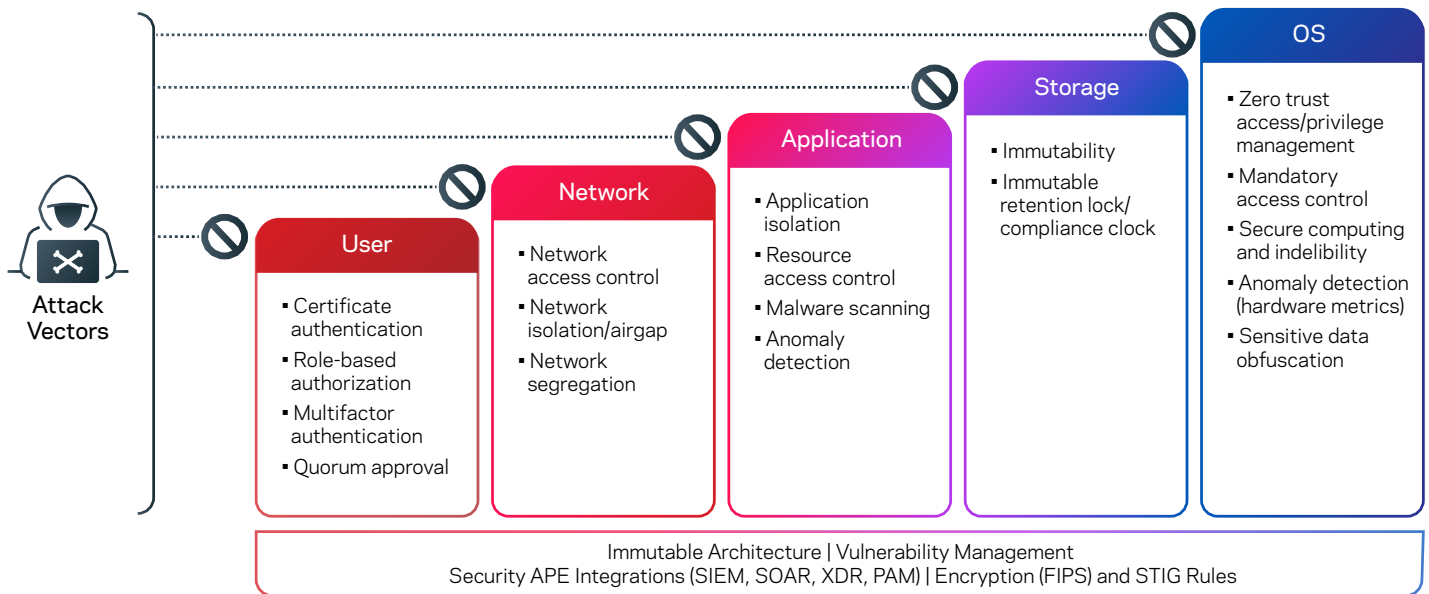 Attack
Vectors
User
▪ Certificate
authentication
▪ Role-based
authorization
▪ Multifactor
authentication
▪ Quorum approval
Network
▪ Network
access control
▪ Network
isolation/airgap
▪ Network
segregation
Application
▪ Application
isolation
▪ Resource
access control
▪ Malware scanning
▪ Anomaly
detection
Storage
▪ Immutability
▪ Immutable
retention lock/
compliance clock
OS
▪ Zero trust
access/privilege
management
▪ Mandatory
access control
▪ Secure computing
and indelibility
▪ Anomaly detection
(hardware metrics)
▪ Sensitive data
obfuscation
Immutable Architecture | Vulnerability Management
Security APE Integrations (SIEM, SOAR, XDR, PAM) | Encryption (FIPS) and STIG Rules